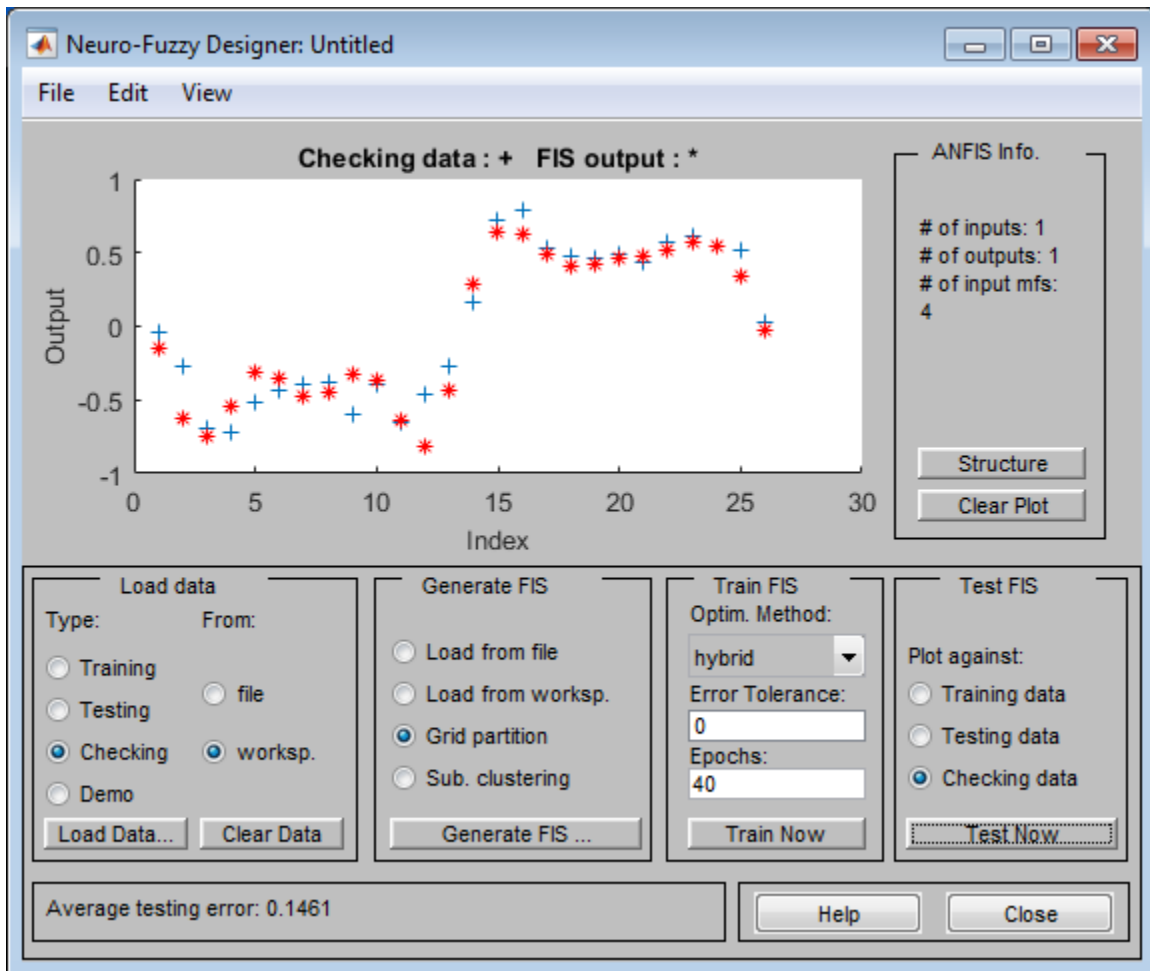 Neuro-Fuzzy Designer: Untitled
File Edit View
Checking data : + FIS output : *
1
0.5
0
-0.5
-1
Output
0 5 10 15 20 25 30
Index
ANFIS Info.
# of inputs: 1
# of outputs: 1
# of input mfs:
4
Structure
Clear Plot
Load data
Type: From:
Training
Testing
Checking
Demo
file
worksp.
Load Data... Clear Data
Generate FIS
Load from file
Load from worksp.
Grid partition
Sub. clustering
Generate FIS ...
Train FIS
Optim. Method:
hybrid
Error Tolerance:
0
Epochs:
40
Train Now
Test FIS
Plot against:
Training data
Testing data
Checking data
Test Now
Average testing error: 0.1461
Help Close